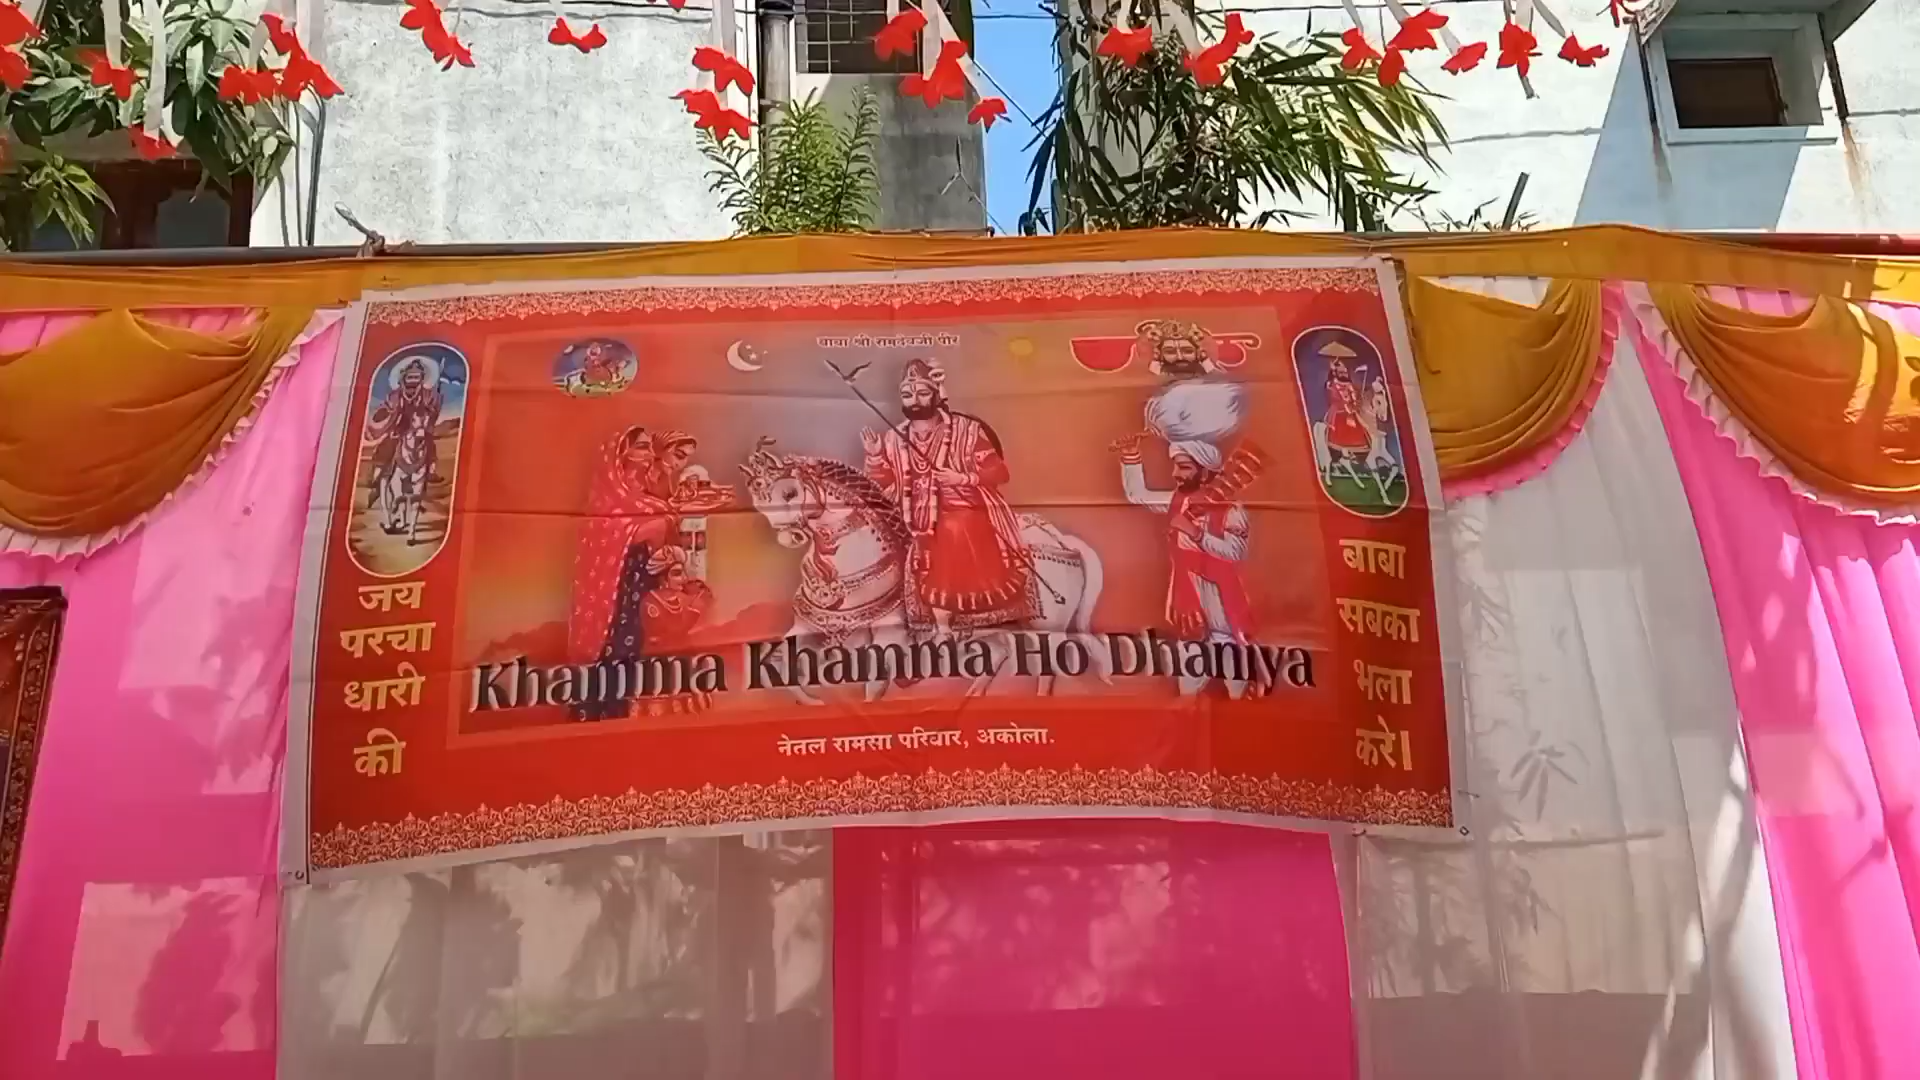 बाबा श्री रामदेवजी पीर
जय
परचा
धारी
की
बाबा
सबका
भला
करे।
Khamma Khamma Ho Dhaniya
नेतल रामसा परिवार, अकोला.